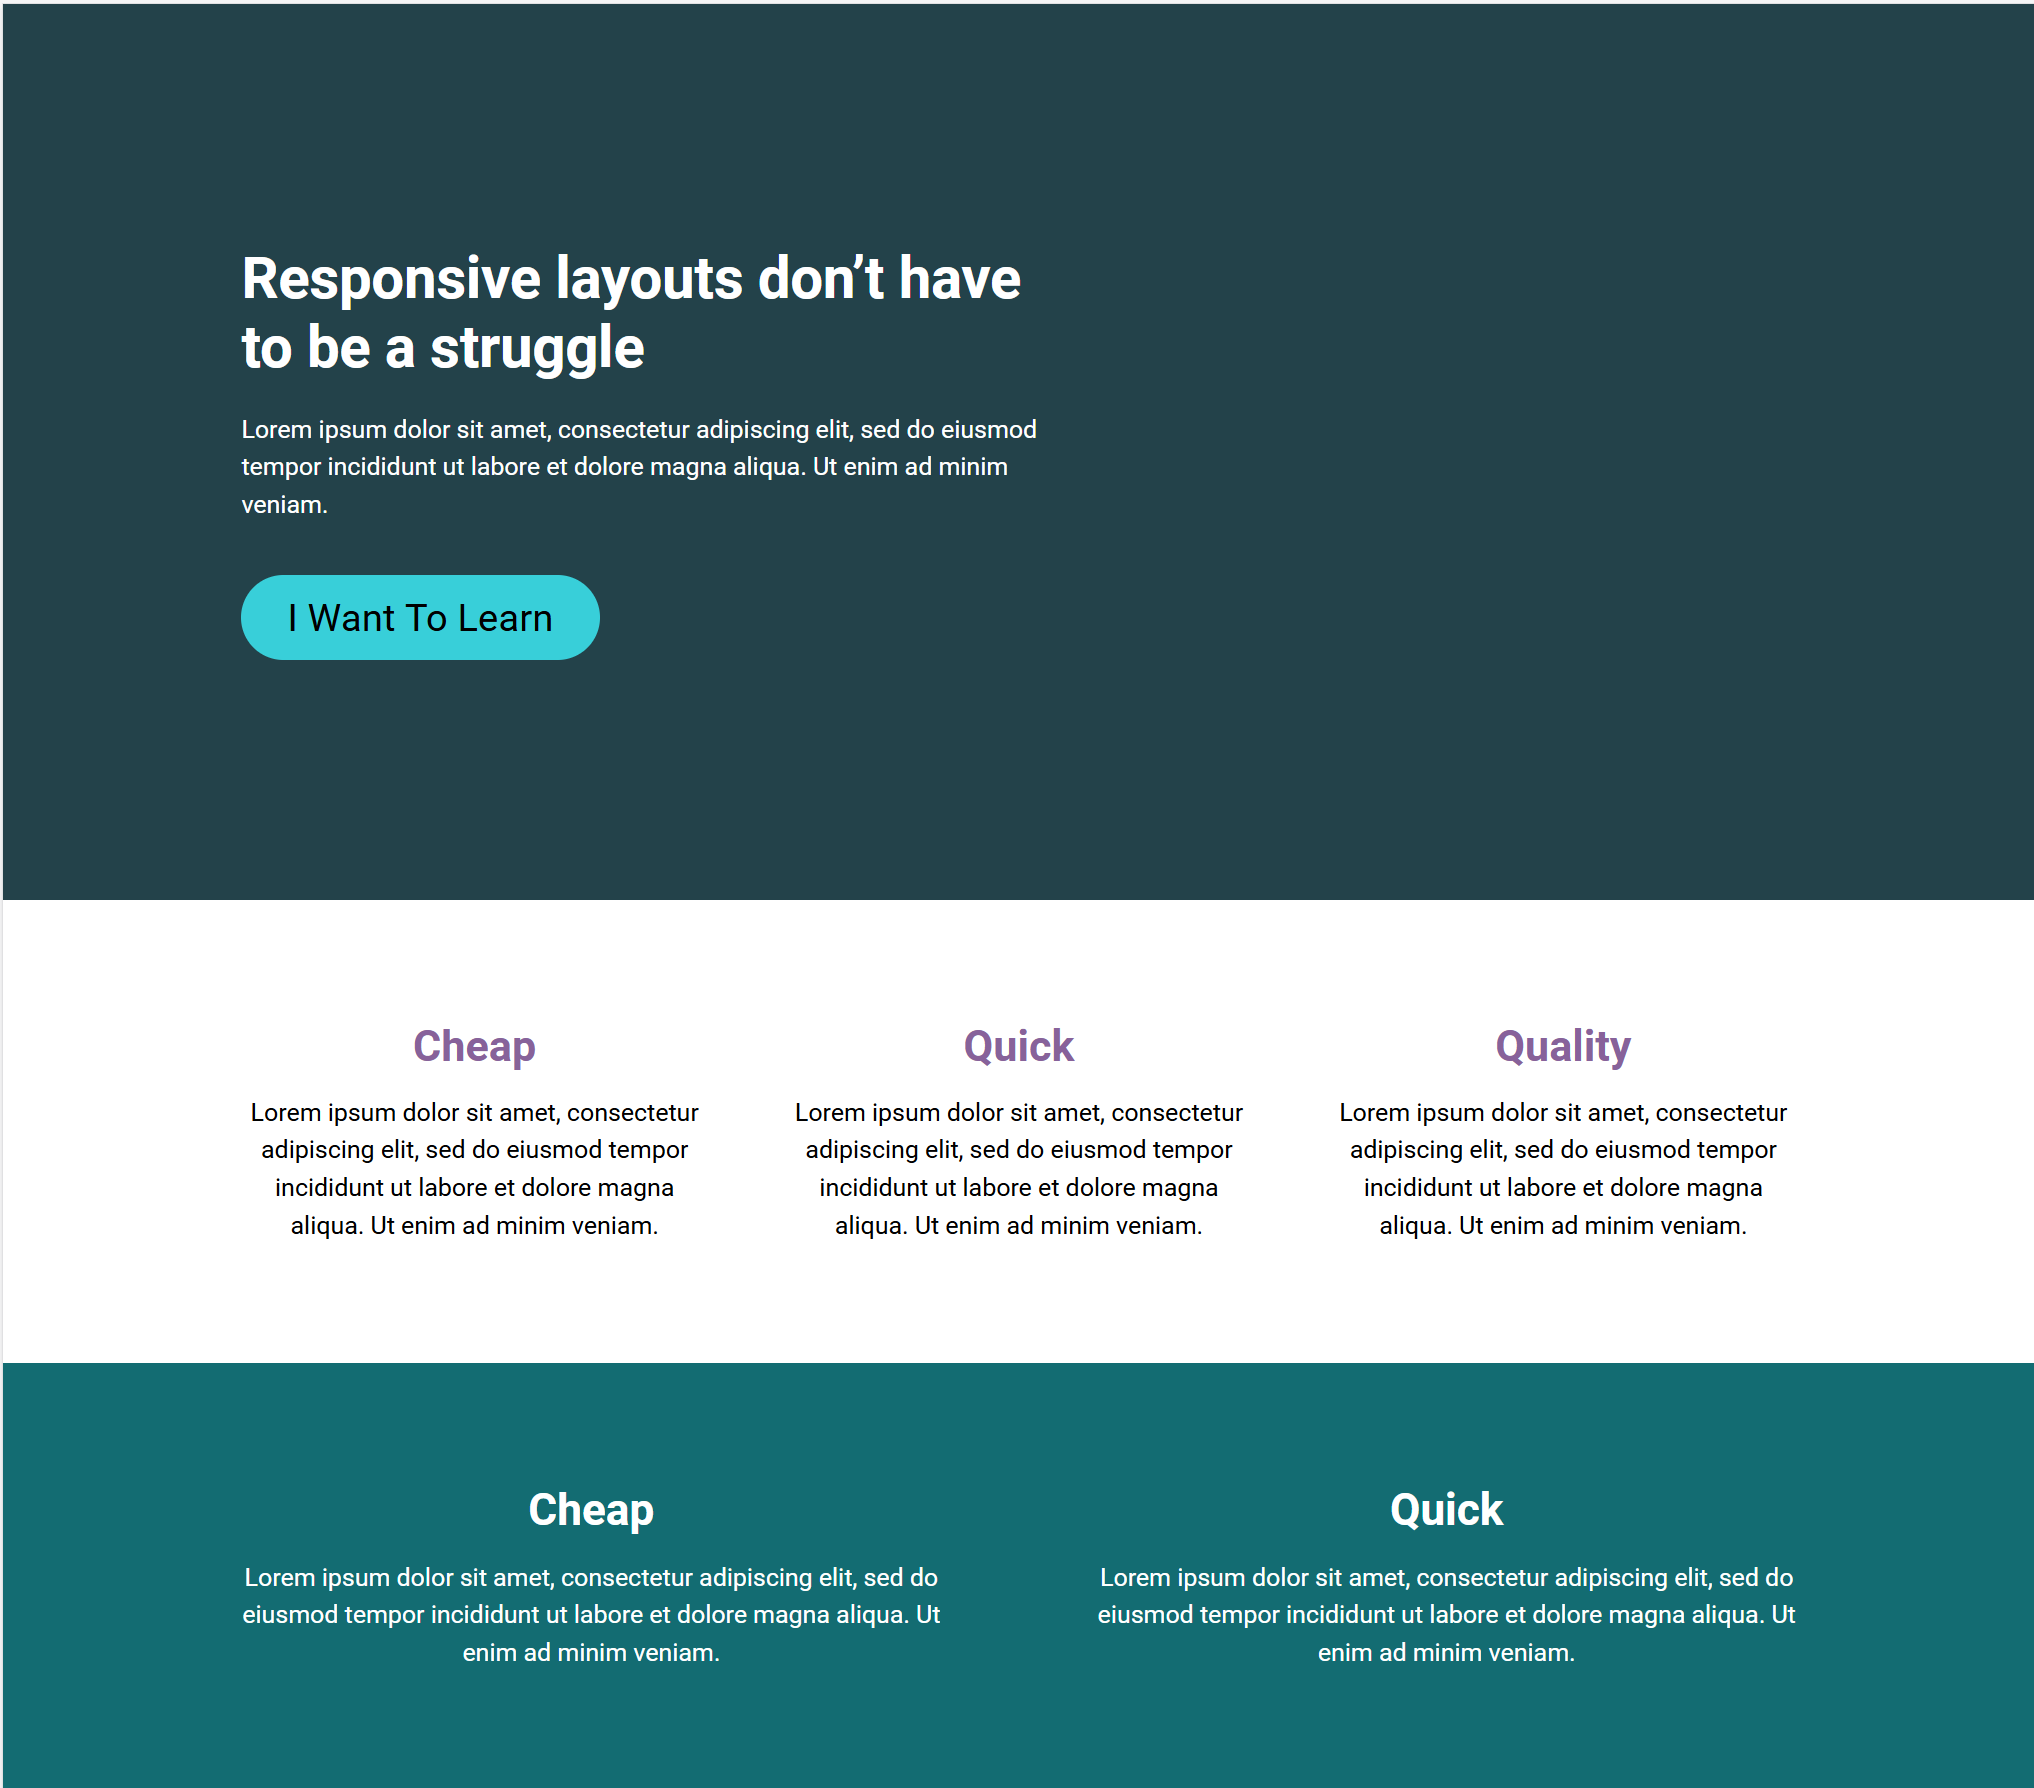 Responsive layouts don’t have
to be a struggle
Lorem ipsum dolor sit amet, consectetur adipiscing elit, sed do eiusmod
tempor incididunt ut labore et dolore magna aliqua. Ut enim ad minim
veniam.
I Want To Learn
Cheap
Lorem ipsum dolor sit amet, consectetur
adipiscing elit, sed do eiusmod tempor
incididunt ut labore et dolore magna
aliqua. Ut enim ad minim veniam.
Quick
Lorem ipsum dolor sit amet, consectetur
adipiscing elit, sed do eiusmod tempor
incididunt ut labore et dolore magna
aliqua. Ut enim ad minim veniam.
Quality
Lorem ipsum dolor sit amet, consectetur
adipiscing elit, sed do eiusmod tempor
incididunt ut labore et dolore magna
aliqua. Ut enim ad minim veniam.
Cheap
Lorem ipsum dolor sit amet, consectetur adipiscing elit, sed do
eiusmod tempor incididunt ut labore et dolore magna aliqua. Ut
enim ad minim veniam.
Quick
Lorem ipsum dolor sit amet, consectetur adipiscing elit, sed do
eiusmod tempor incididunt ut labore et dolore magna aliqua. Ut
enim ad minim veniam.